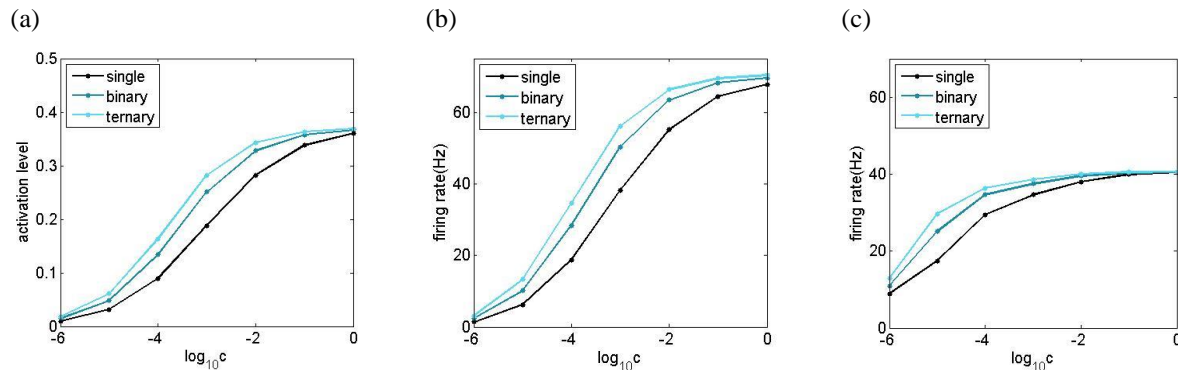 (a)
(b)
(c)
0.5
0.4
0.3
0.2
0.1
0
activation level
single
binary
ternary
-6
-4
-2
0
log10c
60
40
20
0
firing rate(Hz)
single
binary
ternary
-6
-4
-2
0
log10c
60
40
20
0
firing rate(Hz)
single
binary
ternary
-6
-4
-2
0
log10c